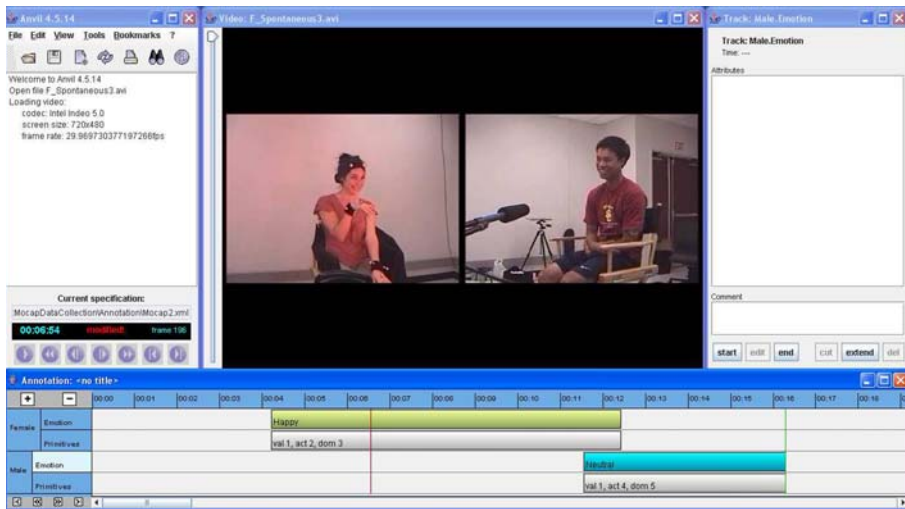 Anvil 4.5.14
File Edit View Tools Bookmarks ?
Welcome to Anvil 4.5.14
Open file F_Spontaneous3.avi
Loading video:
codec: Intel Indeo 5.0
screen size: 720x480
frame rate: 29.969730377197266fps
Current specification:
MocapDataCollection\Annotation\Mocap2.xml
00:06:54 modified! frame 196
Video: F_Spontaneous3.avi
Track: Male.Emotion
Track: Male.Emotion
Time: ---
Attributes
Comment
start edit end cut extend del
Annotation: <no title>
+ - 00:00 00:01 00:02 00:03 00:04 00:05 00:06 00:07 00:08 00:09 00:10 00:11 00:12 00:13 00:14 00:15 00:16 00:17 00:18
Female Emotion Happy
Primitives val 1, act 2, dom 3
Male Emotion Neutral
Primitives val 1, act 4, dom 5